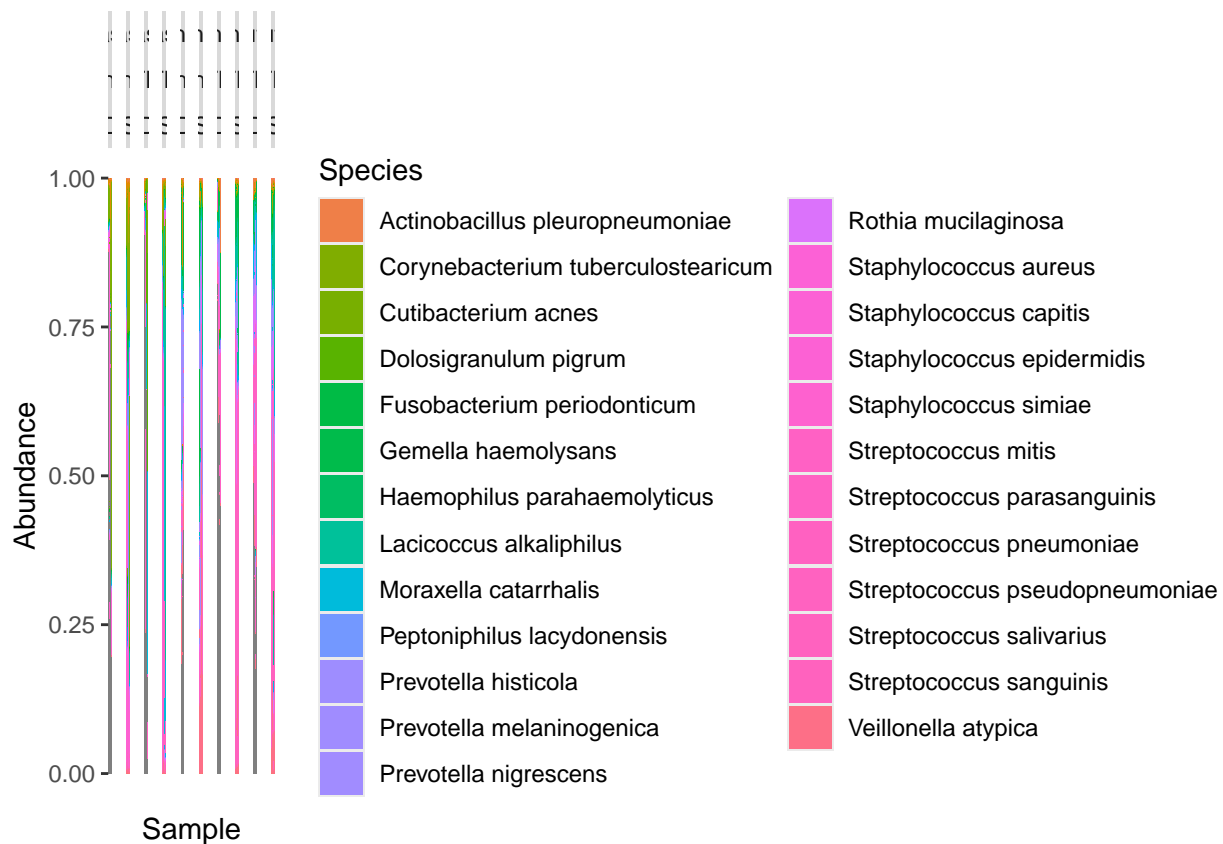 Species
1.00
0.75
0.50
0.25
0.00
Abundance
Sample
Actinobacillus pleuropneumoniae
Corynebacterium tuberculostearicum
Cutibacterium acnes
Dolosigranulum pigrum
Fusobacterium periodonticum
Gemella haemolysans
Haemophilus parahaemolyticus
Lacicoccus alkaliphilus
Moraxella catarrhalis
Peptoniphilus lacydonensis
Prevotella histicola
Prevotella melaninogenica
Prevotella nigrescens
Rothia mucilaginosa
Staphylococcus aureus
Staphylococcus capitis
Staphylococcus epidermidis
Staphylococcus simiae
Streptococcus mitis
Streptococcus parasanguinis
Streptococcus pneumoniae
Streptococcus pseudopneumoniae
Streptococcus salivarius
Streptococcus sanguinis
Veillonella atypica